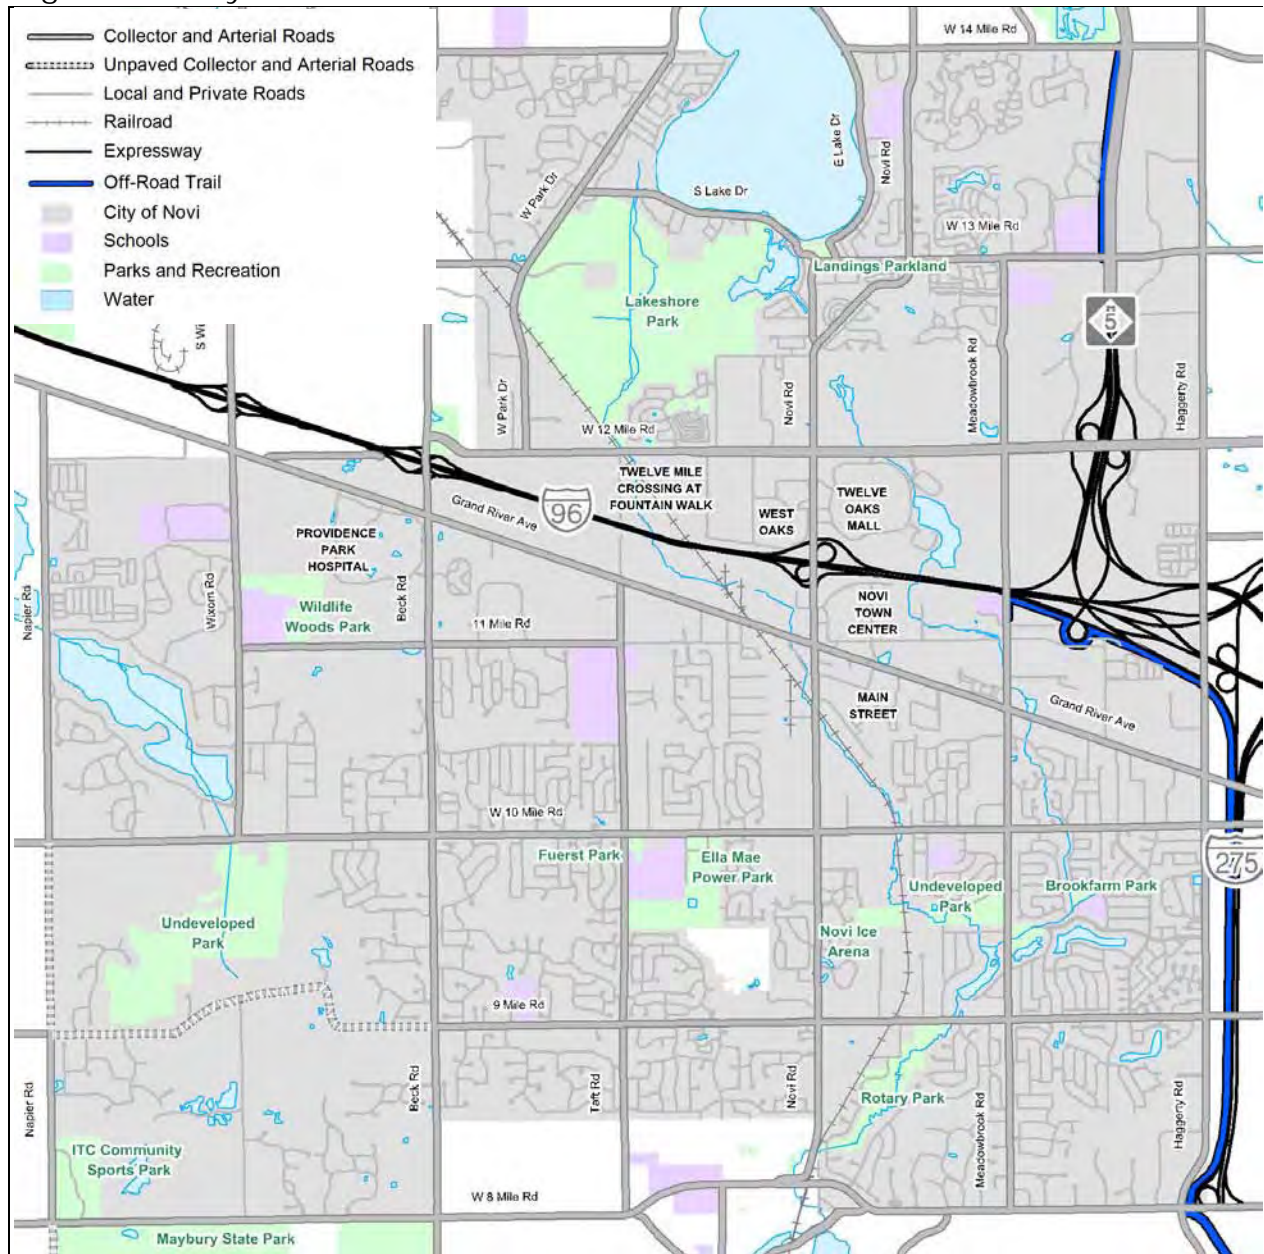 Collector and Arterial Roads
Unpaved Collector and Arterial Roads
Local and Private Roads
Railroad
Expressway
Off-Road Trail
City of Novi
Schools
Parks and Recreation
Water
W 14 Mile Rd
E Lake Dr
Novi Rd
W Park Dr
S Lake Dr
W 13 Mile Rd
Landings Parkland
Lakeshore
Park
5
Meadowbrook Rd
Haggerty Rd
W Park Dr
Novi Rd
W 12 Mile Rd
TWELVE MILE
CROSSING AT
FOUNTAIN WALK
96
Grand River Ave
WEST
OAKS
TWELVE
OAKS
MALL
PROVIDENCE
PARK
HOSPITAL
Napier Rd
Wixom Rd
Beck Rd
Wildlife
Woods Park
11 Mile Rd
NOVI
TOWN
CENTER
MAIN
STREET
Grand River Ave
W 10 Mile Rd
275
Fuerst Park
Ella Mae
Power Park
Undeveloped
Park
Brookfarm Park
Undeveloped
Park
Novi Ice
Arena
9 Mile Rd
Napier Rd
Beck Rd
Taft Rd
Novi Rd
Rotary Park
Meadowbrook Rd
Haggerty Rd
ITC Community
Sports Park
W 8 Mile Rd
Maybury State Park